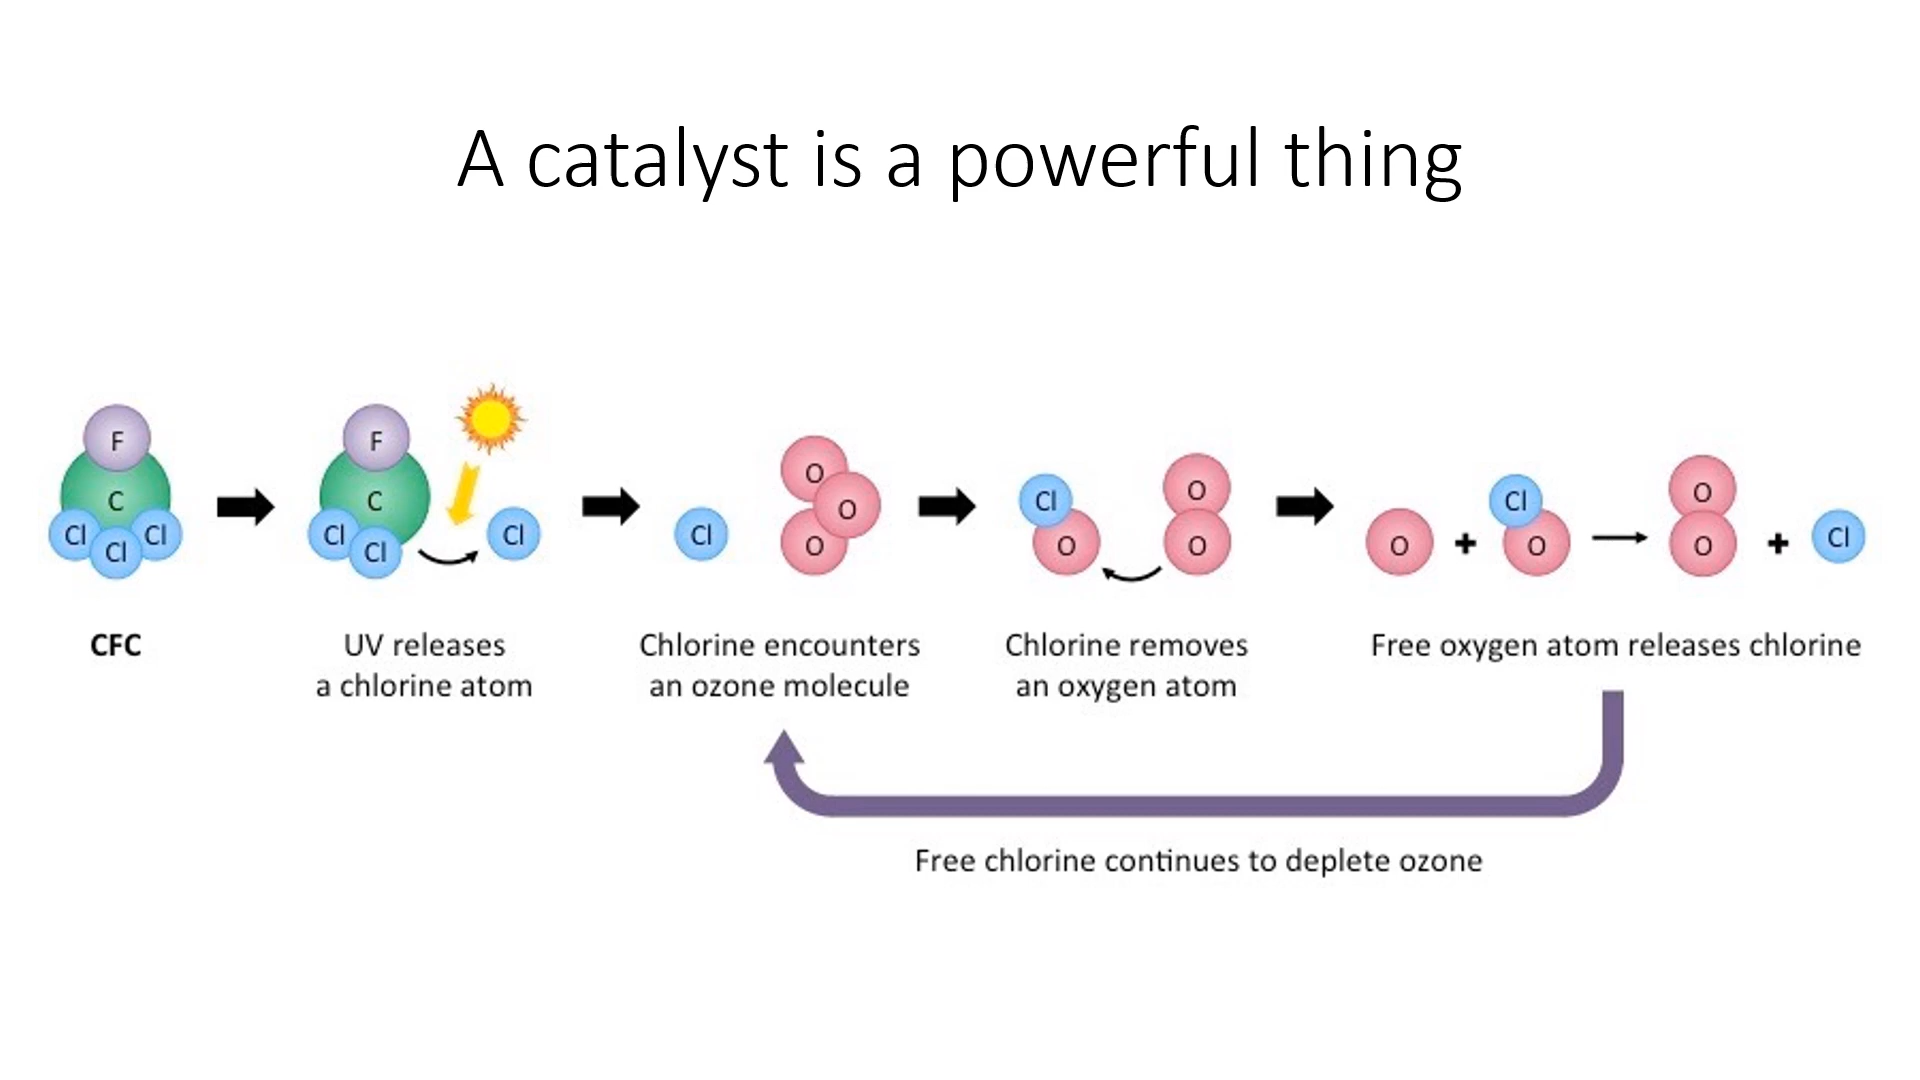 A catalyst is a powerful thing
F
C
Cl Cl Cl
F
C
Cl Cl Cl
Cl
O
O
O
Cl
O
O
O
O + Cl O
O
O
+ Cl
CFC
UV releases
a chlorine atom
Chlorine encounters
an ozone molecule
Chlorine removes
an oxygen atom
Free oxygen atom releases chlorine
Free chlorine continues to deplete ozone